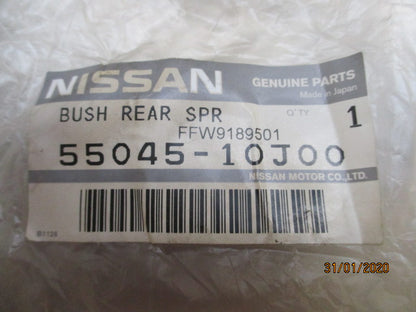 NISSAN
GENUINE PARTS
Made in Japan
BUSH REAR SPR
Q'TY
1
FFW9189501
55045-10J00
NISSAN MOTOR CO., LTD.
B1126
31/01/2020